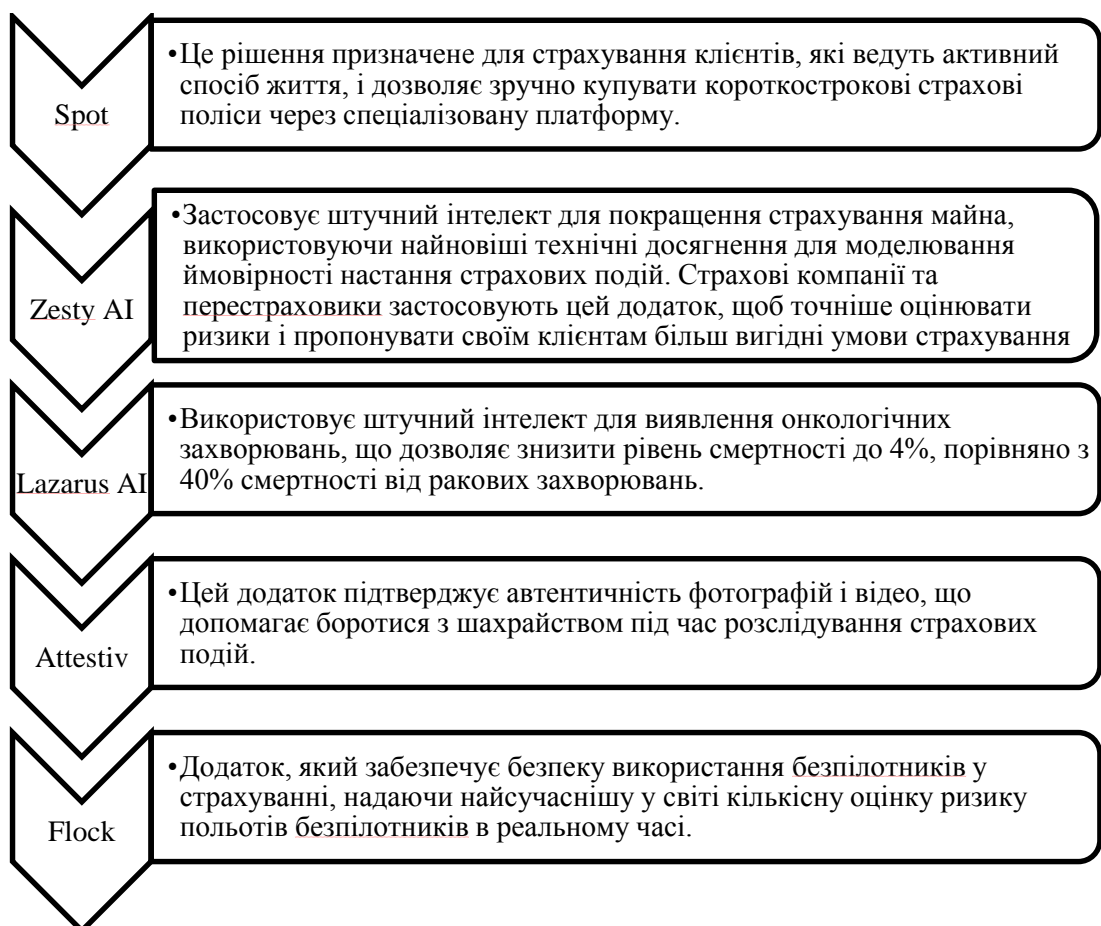 Spot
•Це рішення призначене для страхування клієнтів, які ведуть активний
спосіб життя, і дозволяє зручно купувати короткострокові страхові
поліси через спеціалізовану платформу.
Zesty AI
•Застосовує штучний інтелект для покращення страхування майна,
використовуючи найновіші технічні досягнення для моделювання
ймовірності настання страхових подій. Страхові компанії та
перестраховики застосовують цей додаток, щоб точніше оцінювати
ризики і пропонувати своїм клієнтам більш вигідні умови страхування
Lazarus AI
•Використовує штучний інтелект для виявлення онкологічних
захворювань, що дозволяє знизити рівень смертності до 4%, порівняно з
40% смертності від ракових захворювань.
Attestiv
•Цей додаток підтверджує автентичність фотографій і відео, що
допомагає боротися з шахрайством під час розслідування страхових
подій.
Flock
•Додаток, який забезпечує безпеку використання безпілотників у
страхуванні, надаючи найсучаснішу у світі кількісну оцінку ризику
польотів безпілотників в реальному часі.